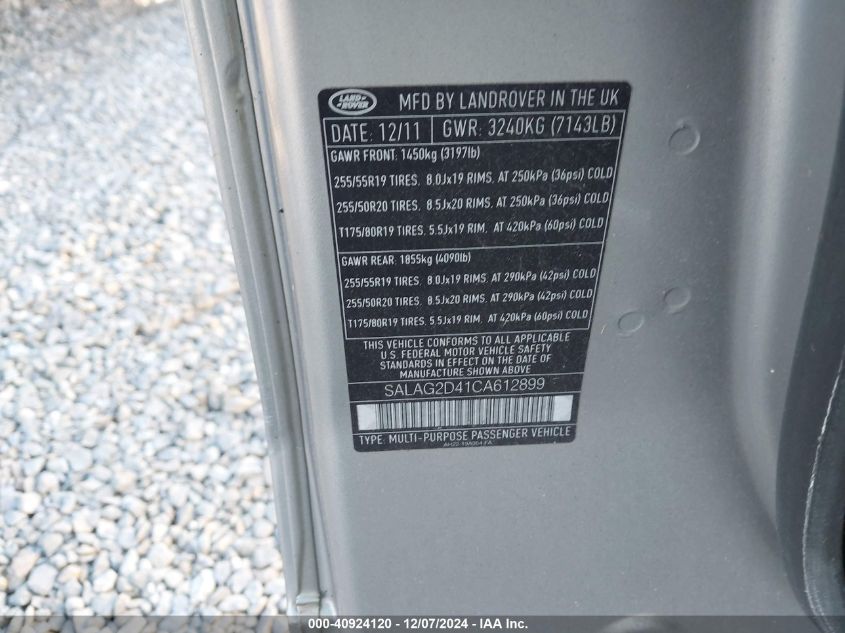 LAND ROVER
MFD BY LANDROVER IN THE UK
DATE: 12/11 GWR: 3240KG (7143LB)
GAWR FRONT: 1450kg (3197lb)
255/55R19 TIRES. 8.0Jx19 RIMS. AT 250kPa (36psi) COLD
255/50R20 TIRES. 8.5Jx20 RIMS. AT 250kPa (36psi) COLD
T175/80R19 TIRES. 5.5Jx19 RIM. AT 420kPa (60psi) COLD
GAWR REAR: 1855kg (4090lb)
255/55R19 TIRES. 8.0Jx19 RIMS. AT 290kPa (42psi) COLD
255/50R20 TIRES. 8.5Jx20 RIMS. AT 290kPa (42psi) COLD
T175/80R19 TIRES. 5.5Jx19 RIM. AT 420kPa (60psi) COLD
THIS VEHICLE CONFORMS TO ALL APPLICABLE
U.S. FEDERAL MOTOR VEHICLE SAFETY
STANDARDS IN EFFECT ON THE DATE OF
MANUFACTURE SHOWN ABOVE
SALAG2D41CA612899
TYPE: MULTI-PURPOSE PASSENGER VEHICLE
000-40924120 - 12/07/2024 - IAA Inc.